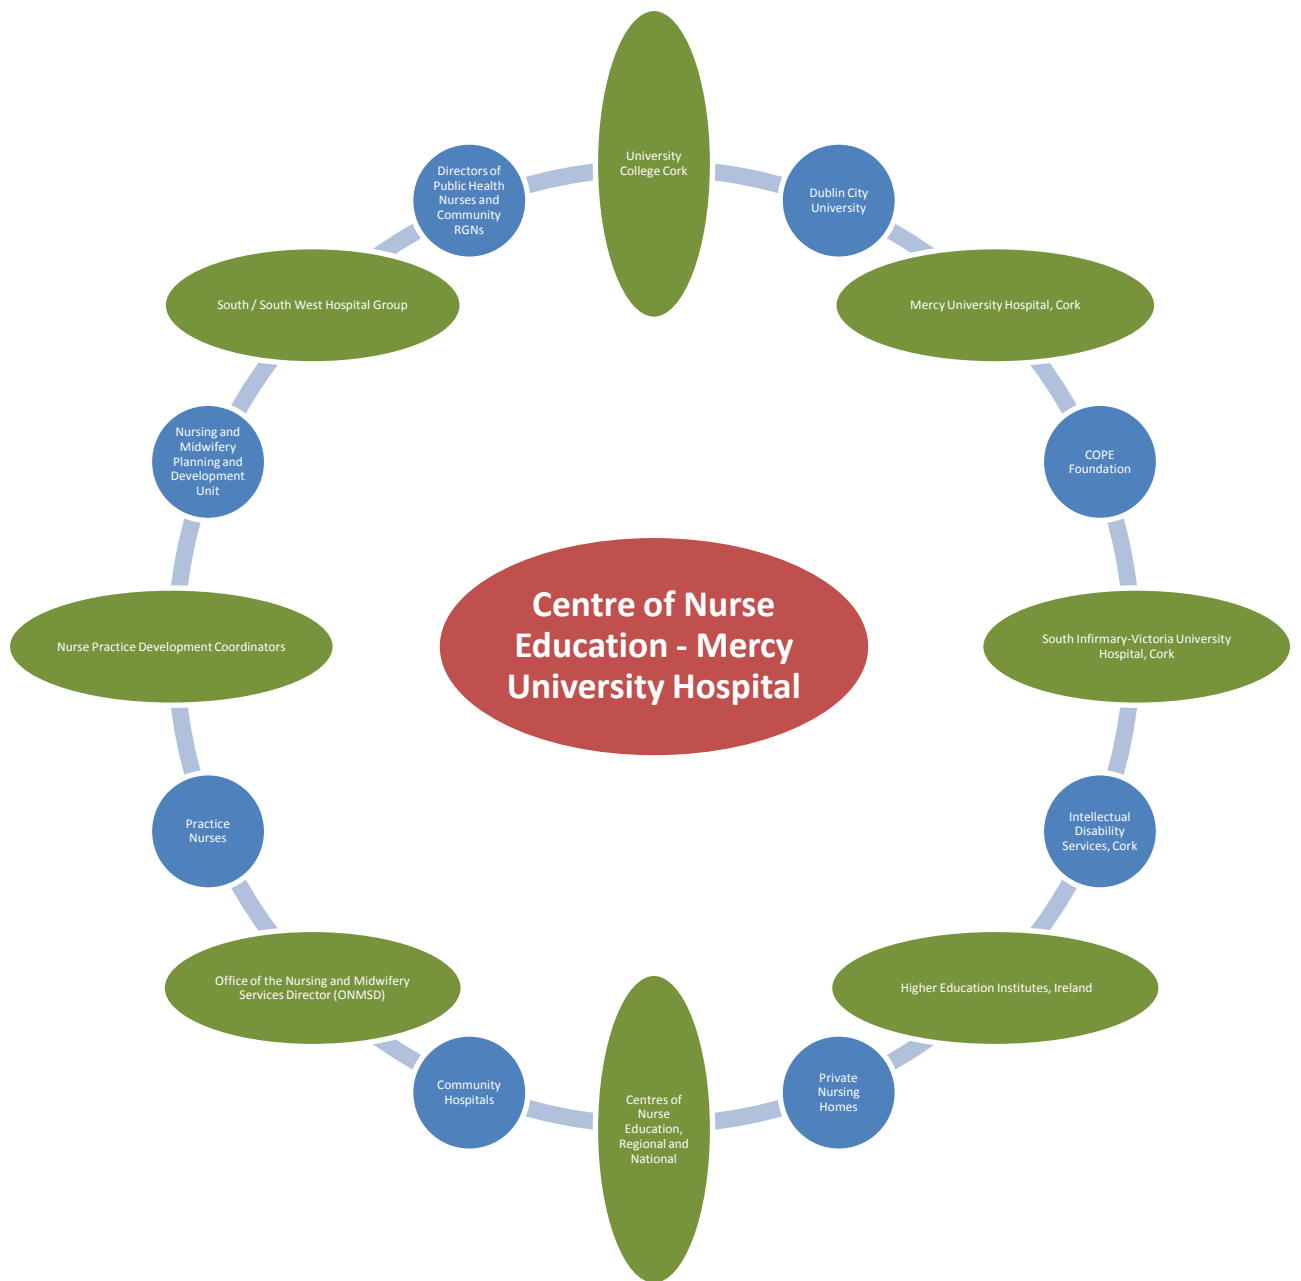 University
College Cork
Dublin City
University
Mercy University Hospital, Cork
COPE
Foundation
South Infirmary-Victoria University
Hospital, Cork
Intellectual
Disability
Services, Cork
Higher Education Institutes, Ireland
Private
Nursing
Homes
Centres of
Nurse
Education,
Regional and
National
Community
Hospitals
Office of the Nursing and Midwifery
Services Director (ONMSD)
Practice
Nurses
Nurse Practice Development Coordinators
Nursing and
Midwifery
Planning and
Development
Unit
South / South West Hospital Group
Directors of
Public Health
Nurses and
Community
RGNs
Centre of Nurse
Education - Mercy
University Hospital